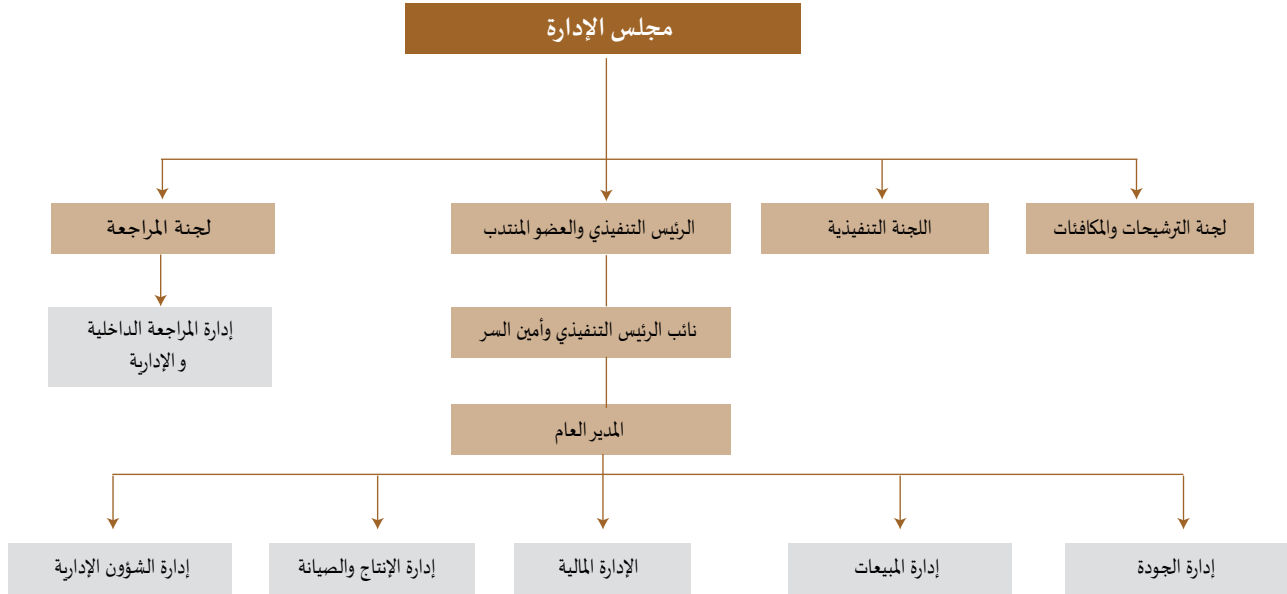 مجلس الإدارة
لجنة الترشيحات والمكافئات
اللجنة التنفيذية
الرئيس التنفيذي والعضو المنتدب
لجنة المراجعة
نائب الرئيس التنفيذي وأمين السر
إدارة المراجعة الداخلية
و الإدارية
المدير العام
إدارة الجودة
إدارة المبيعات
الإدارة المالية
إدارة الإنتاج والصيانة
إدارة الشؤون الإدارية